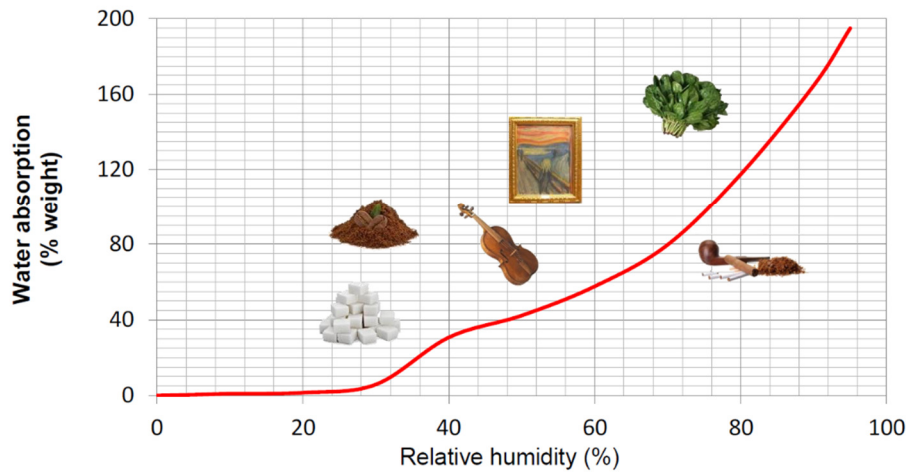 200
160
120
80
40
0
Water absorption
(% weight)
0 20 40 60 80 100
Relative humidity (%)